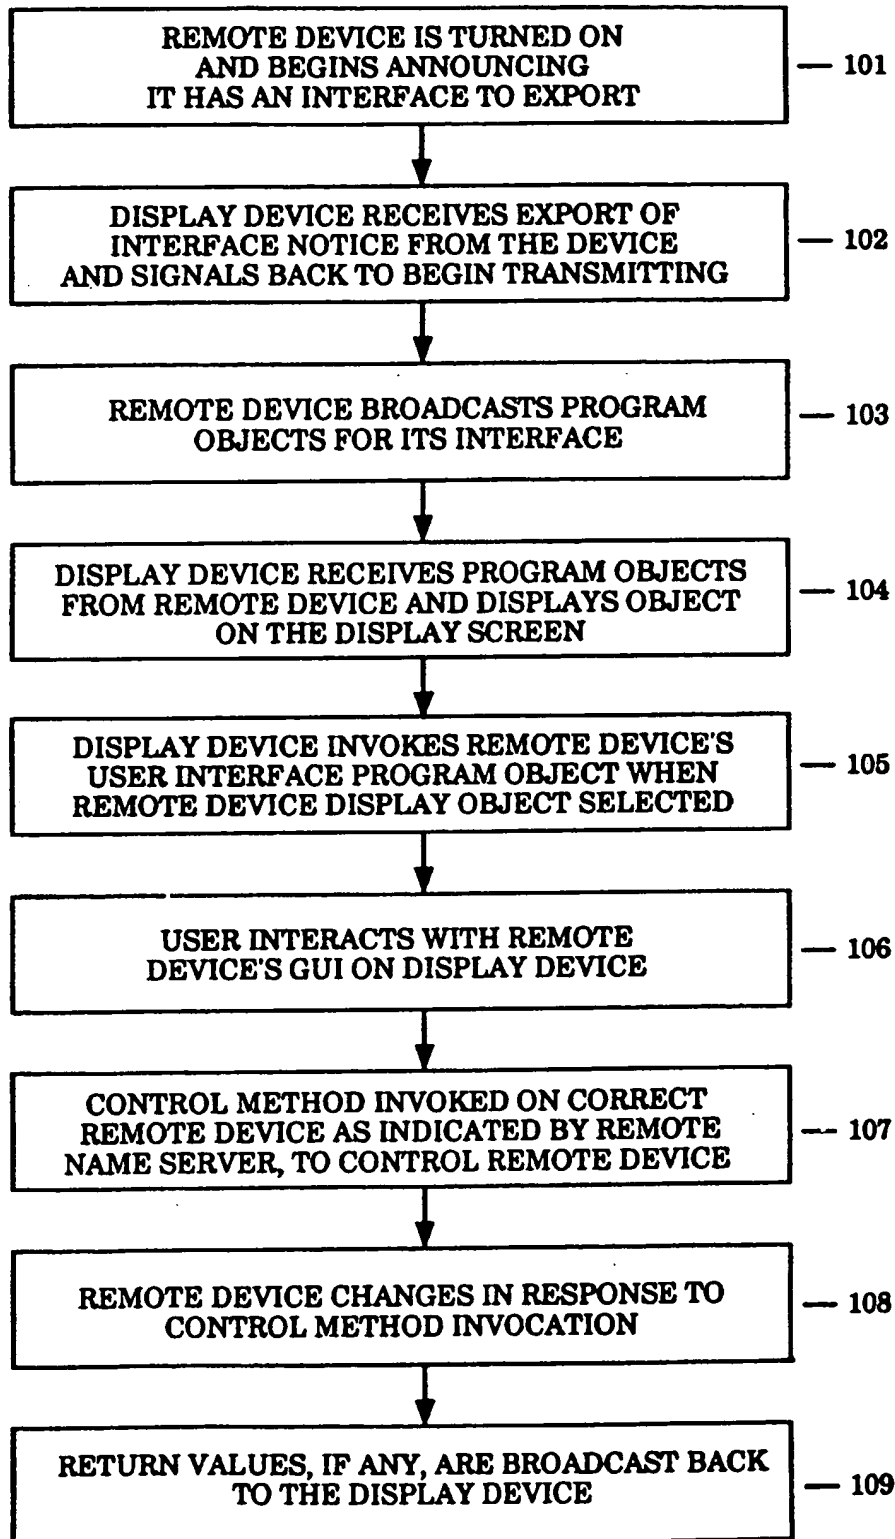 REMOTE DEVICE IS TURNED ON
AND BEGINS ANNOUNCING
IT HAS AN INTERFACE TO EXPORT
101
DISPLAY DEVICE RECEIVES EXPORT OF
INTERFACE NOTICE FROM THE DEVICE
AND SIGNALS BACK TO BEGIN TRANSMITTING
102
REMOTE DEVICE BROADCASTS PROGRAM
OBJECTS FOR ITS INTERFACE
103
DISPLAY DEVICE RECEIVES PROGRAM OBJECTS
FROM REMOTE DEVICE AND DISPLAYS OBJECT
ON THE DISPLAY SCREEN
104
DISPLAY DEVICE INVOKES REMOTE DEVICE'S
USER INTERFACE PROGRAM OBJECT WHEN
REMOTE DEVICE DISPLAY OBJECT SELECTED
105
USER INTERACTS WITH REMOTE
DEVICE'S GUI ON DISPLAY DEVICE
106
CONTROL METHOD INVOKED ON CORRECT
REMOTE DEVICE AS INDICATED BY REMOTE
NAME SERVER, TO CONTROL REMOTE DEVICE
107
REMOTE DEVICE CHANGES IN RESPONSE TO
CONTROL METHOD INVOCATION
108
RETURN VALUES, IF ANY, ARE BROADCAST BACK
TO THE DISPLAY DEVICE
109